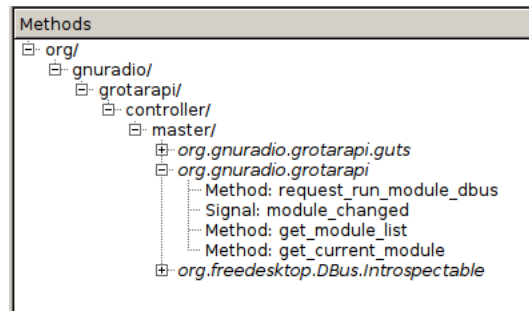 Methods
org/
gnuradio/
grotarapi/
controller/
master/
org.gnuradio.grotarapi.guts
org.gnuradio.grotarapi
Method: request_run_module_dbus
Signal: module_changed
Method: get_module_list
Method: get_current_module
org.freedesktop.DBus.Introspectable